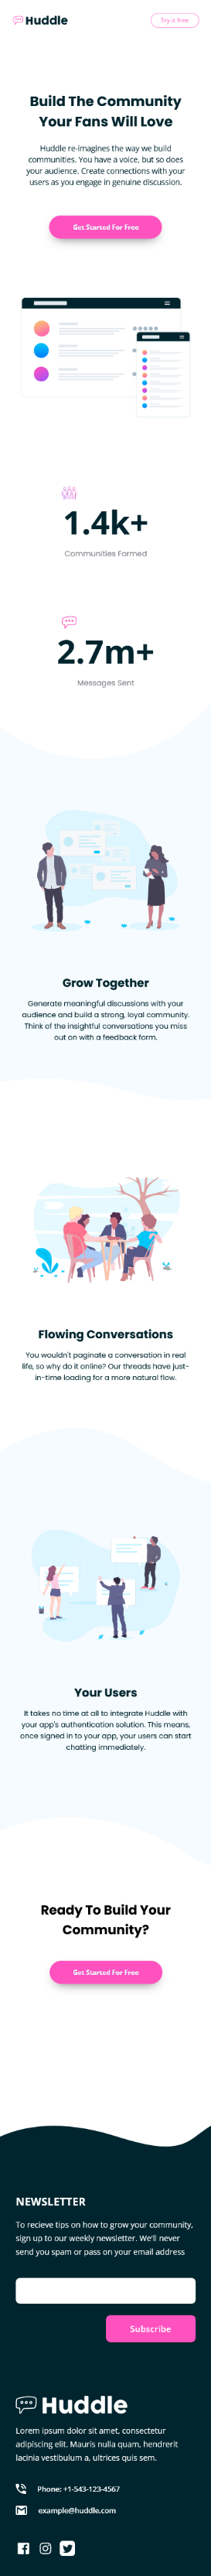 Huddle
Try it free
Build The Community
Your Fans Will Love
Huddle re-imagines the way we build
communities. You have a voice, but so does
your audience. Create connections with your
users as you engage in genuine discussion.
Get Started For Free
1.4k+
Communities Formed
2.7m+
Messages Sent
Grow Together
Generate meaningful discussions with your
audience and build a strong, loyal community.
Think of the insightful conversations you miss
out on with a feedback form.
Flowing Conversations
You wouldn't paginate a conversation in real
life, so why do it online? Our threads have just-
in-time loading for a more natural flow.
Your Users
It takes no time at all to integrate Huddle with
your app's authentication solution. This means,
once signed in to your app, your users can start
chatting immediately.
Ready To Build Your
Community?
Get Started For Free
NEWSLETTER
To recieve tips on how to grow your community,
sign up to our weekly newsletter. We'll never
send you spam or pass on your email address
Subscribe
Huddle
Lorem ipsum dolor sit amet, consectetur
adipiscing elit. Mauris nulla quam, hendrerit
lacinia vestibulum a, ultrices quis sem.
Phone: +1-543-123-4567
example@huddle.com